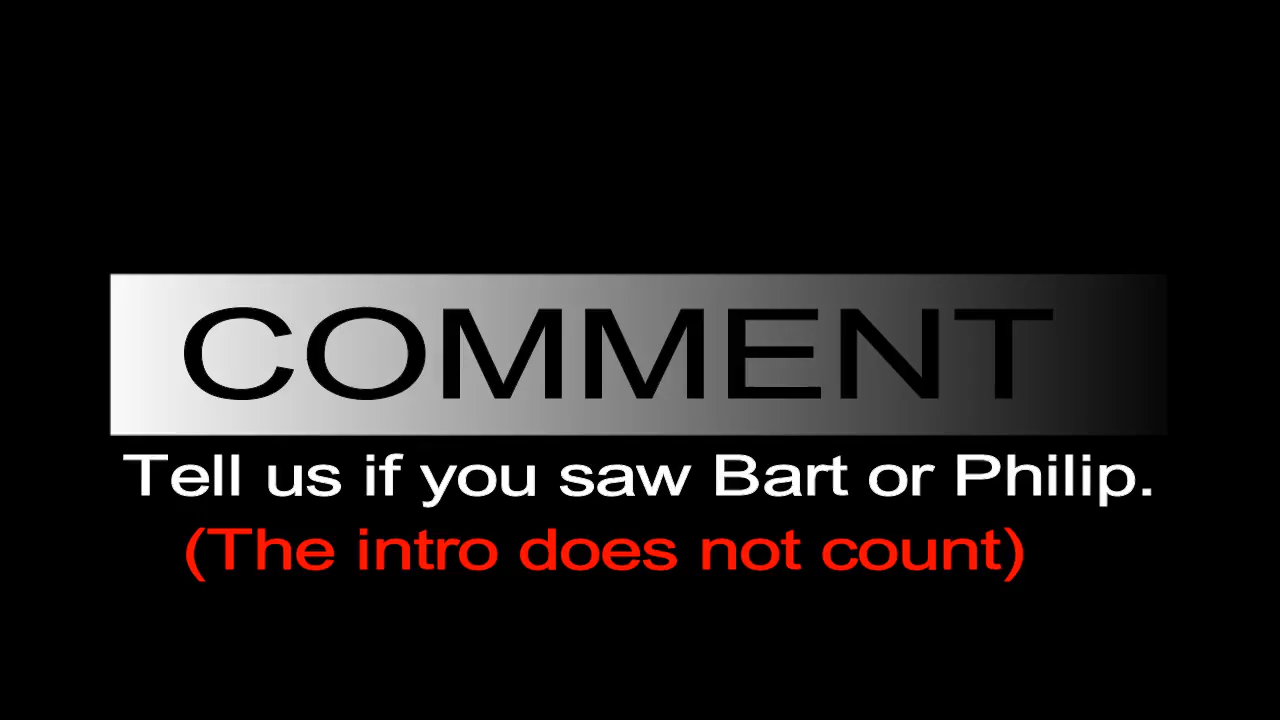 COMMENT
Tell us if you saw Bart or Philip.
(The intro does not count)